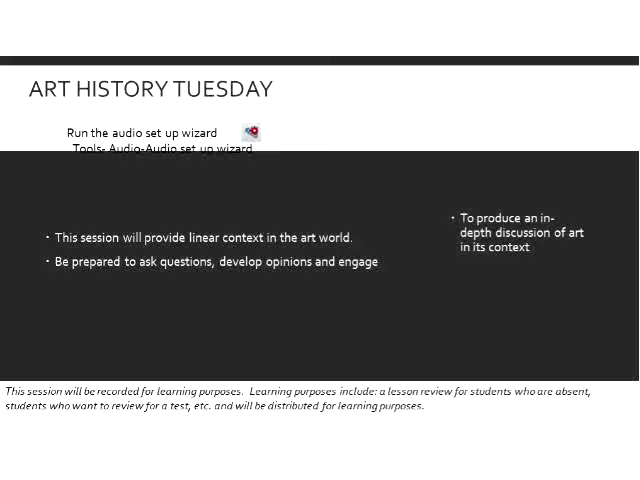 ART HISTORY TUESDAY
Run the audio set up wizard
Tools- Audio-Audio set up wizard
· This session will provide linear context in the art world.
· Be prepared to ask questions, develop opinions and engage
· To produce an in-
depth discussion of art
in its context
This session will be recorded for learning purposes. Learning purposes include: a lesson review for students who are absent,
students who want to review for a test, etc. and will be distributed for learning purposes.